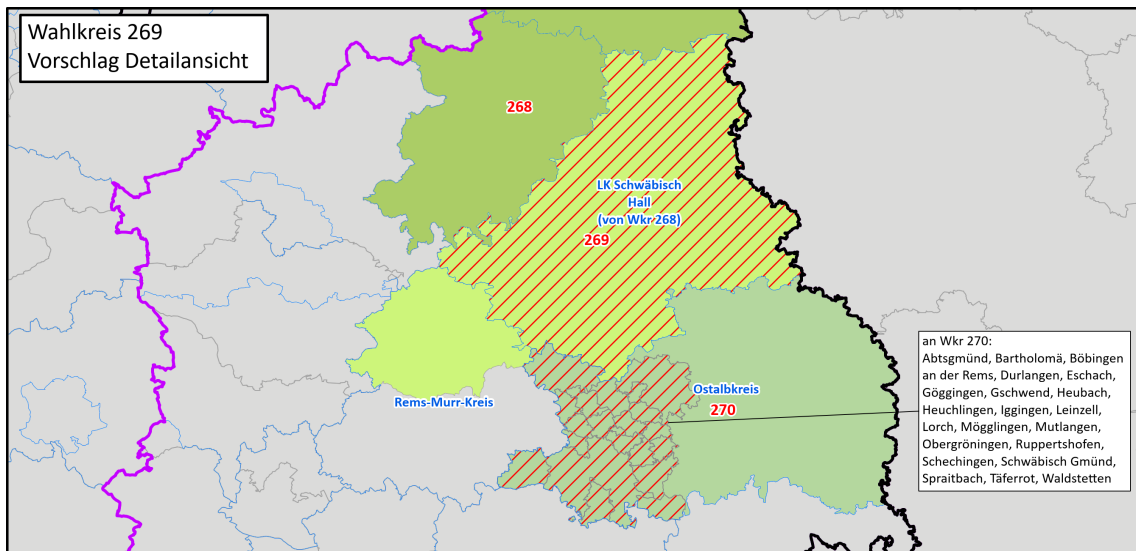 Wahlkreis 269
Vorschlag Detailansicht
268
LK Schwäbisch
Hall
(von Wkr 268)
269
Rems-Murr-Kreis
Ostalbkreis
270
an Wkr 270:
Abtsgmünd, Bartholomä, Böbingen
an der Rems, Durlangen, Eschach,
Göggingen, Gschwend, Heubach,
Heuchlingen, Iggingen, Leinzell,
Lorch, Mögglingen, Mutlangen,
Obergröningen, Ruppertshofen,
Schechingen, Schwäbisch Gmünd,
Spraitbach, Täferrot, Waldstetten